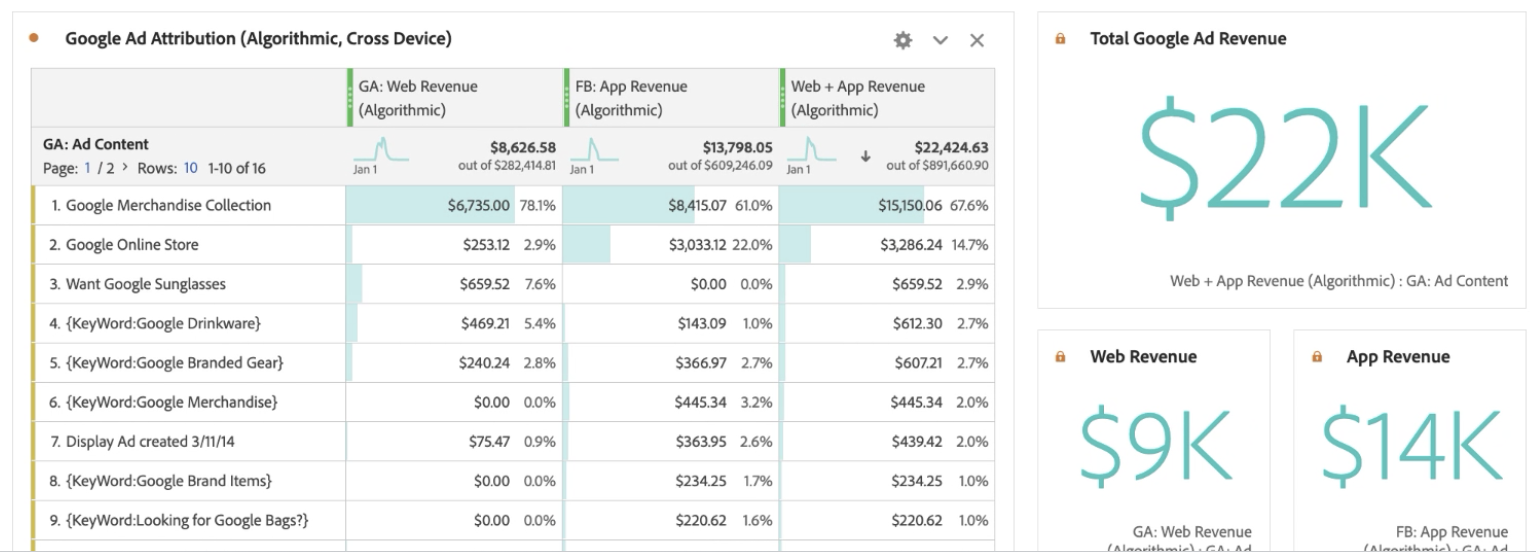 Google Ad Attribution (Algorithmic, Cross Device)
GA: Web Revenue (Algorithmic)
FB: App Revenue (Algorithmic)
Web + App Revenue (Algorithmic)
GA: Ad Content
Page: 1 / 2 > Rows: 10 1-10 of 16
Jan 1
$8,626.58
out of $282,414.81
Jan 1
$13,798.05
out of $609,246.09
Jan 1
$22,424.63
out of $891,660.90
1. Google Merchandise Collection $6,735.00 78.1% $8,415.07 61.0% $15,150.06 67.6%
2. Google Online Store $253.12 2.9% $3,033.12 22.0% $3,286.24 14.7%
3. Want Google Sunglasses $659.52 7.6% $0.00 0.0% $659.52 2.9%
4. {KeyWord:Google Drinkware} $469.21 5.4% $143.09 1.0% $612.30 2.7%
5. {KeyWord:Google Branded Gear} $240.24 2.8% $366.97 2.7% $607.21 2.7%
6. {KeyWord:Google Merchandise} $0.00 0.0% $445.34 3.2% $445.34 2.0%
7. Display Ad created 3/11/14 $75.47 0.9% $363.95 2.6% $439.42 2.0%
8. {KeyWord:Google Brand Items} $0.00 0.0% $234.25 1.7% $234.25 1.0%
9. {KeyWord:Looking for Google Bags?} $0.00 0.0% $220.62 1.6% $220.62 1.0%
Total Google Ad Revenue
$22K
Web + App Revenue (Algorithmic) : GA: Ad Content
Web Revenue
$9K
GA: Web Revenue
(Algorithmic) : GA: Ad
App Revenue
$14K
FB: App Revenue
(Algorithmic) : GA: Ad